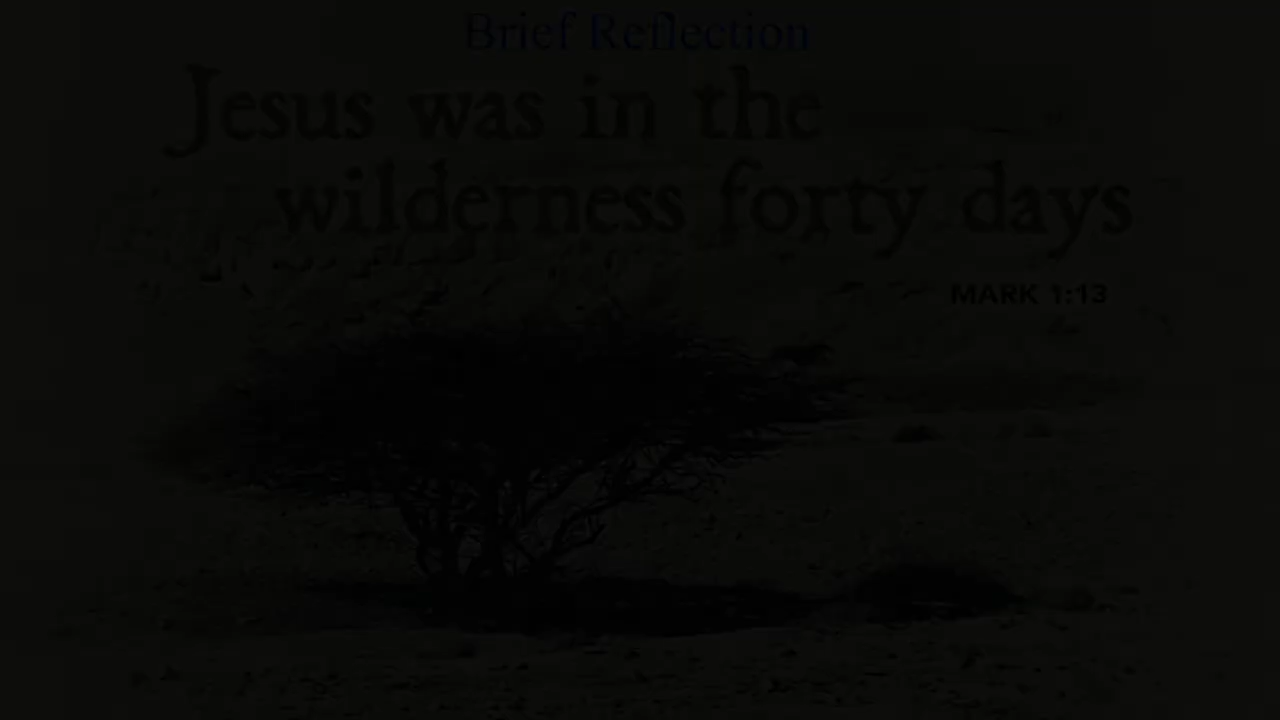 Brief Reflection
Jesus was in the
wilderness forty days
MARK 1:13